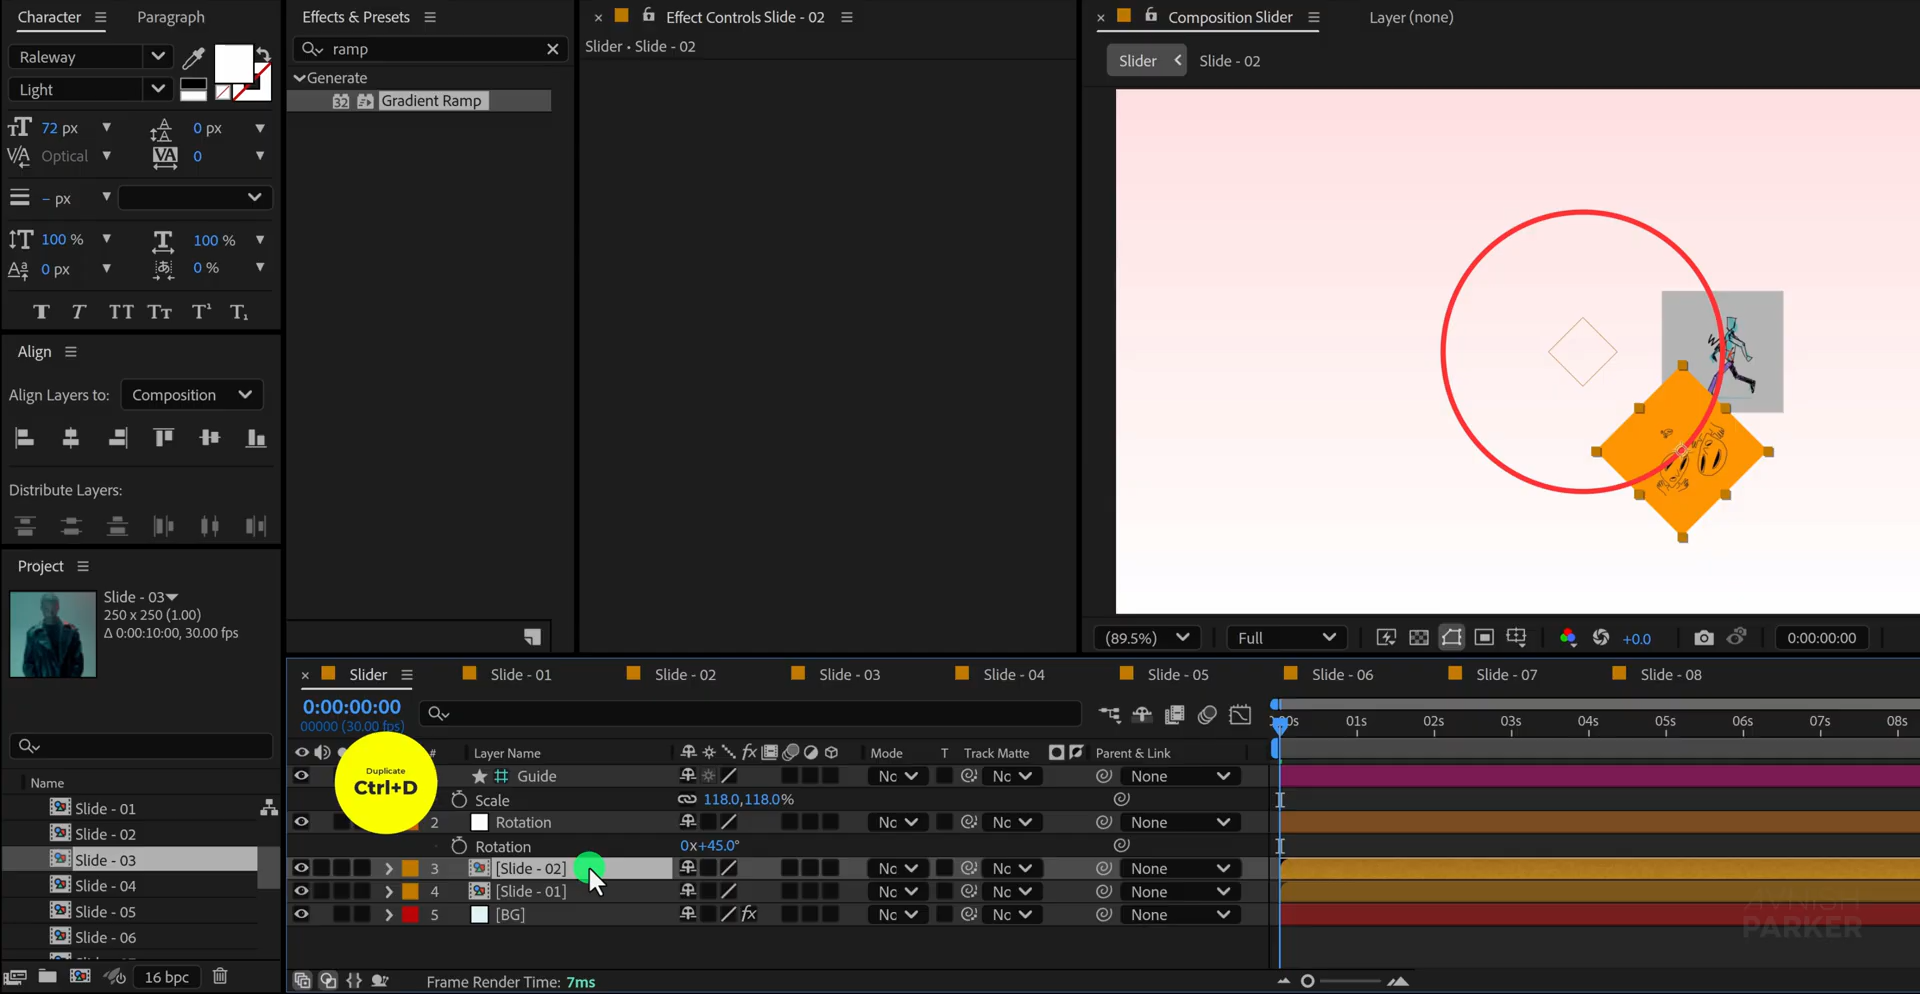 Character
Paragraph
Effects & Presets
Effect Controls Slide - 02
Composition Slider
Layer (none)
Raleway
Light
ramp
Slider • Slide - 02
Slider
Slide - 02
Generate
32
Gradient Ramp
72 px
0 px
Optical
0
– px
100 %
100 %
0 px
0 %
Align
Align Layers to:
Composition
Distribute Layers:
Project
Slide - 03
250 x 250 (1.00)
Δ 0:00:10:00, 30.00 fps)
(89.5%)
Full
+0.0
0:00:00:00
Slider
Slide - 01
Slide - 02
Slide - 03
Slide - 04
Slide - 05
Slide - 06
Slide - 07
Slide - 08
0:00:00:00
00000 (30.00 fps)
01s
02s
03s
04s
05s
06s
07s
08s
#
Layer Name
Mode
T
Track Matte
Parent & Link
Duplicate
Ctrl+D
Guide
Nc
Nc
None
Scale
118.0,118.0%
2
Rotation
Nc
Nc
None
Rotation
0x+45.0°
3
[Slide - 02]
Nc
Nc
None
4
[Slide - 01]
Nc
Nc
None
5
[BG]
fx
Nc
Nc
None
Name
Slide - 01
Slide - 02
Slide - 03
Slide - 04
Slide - 05
Slide - 06
16 bpc
Frame Render Time: 7ms
AVNISH
PARKER